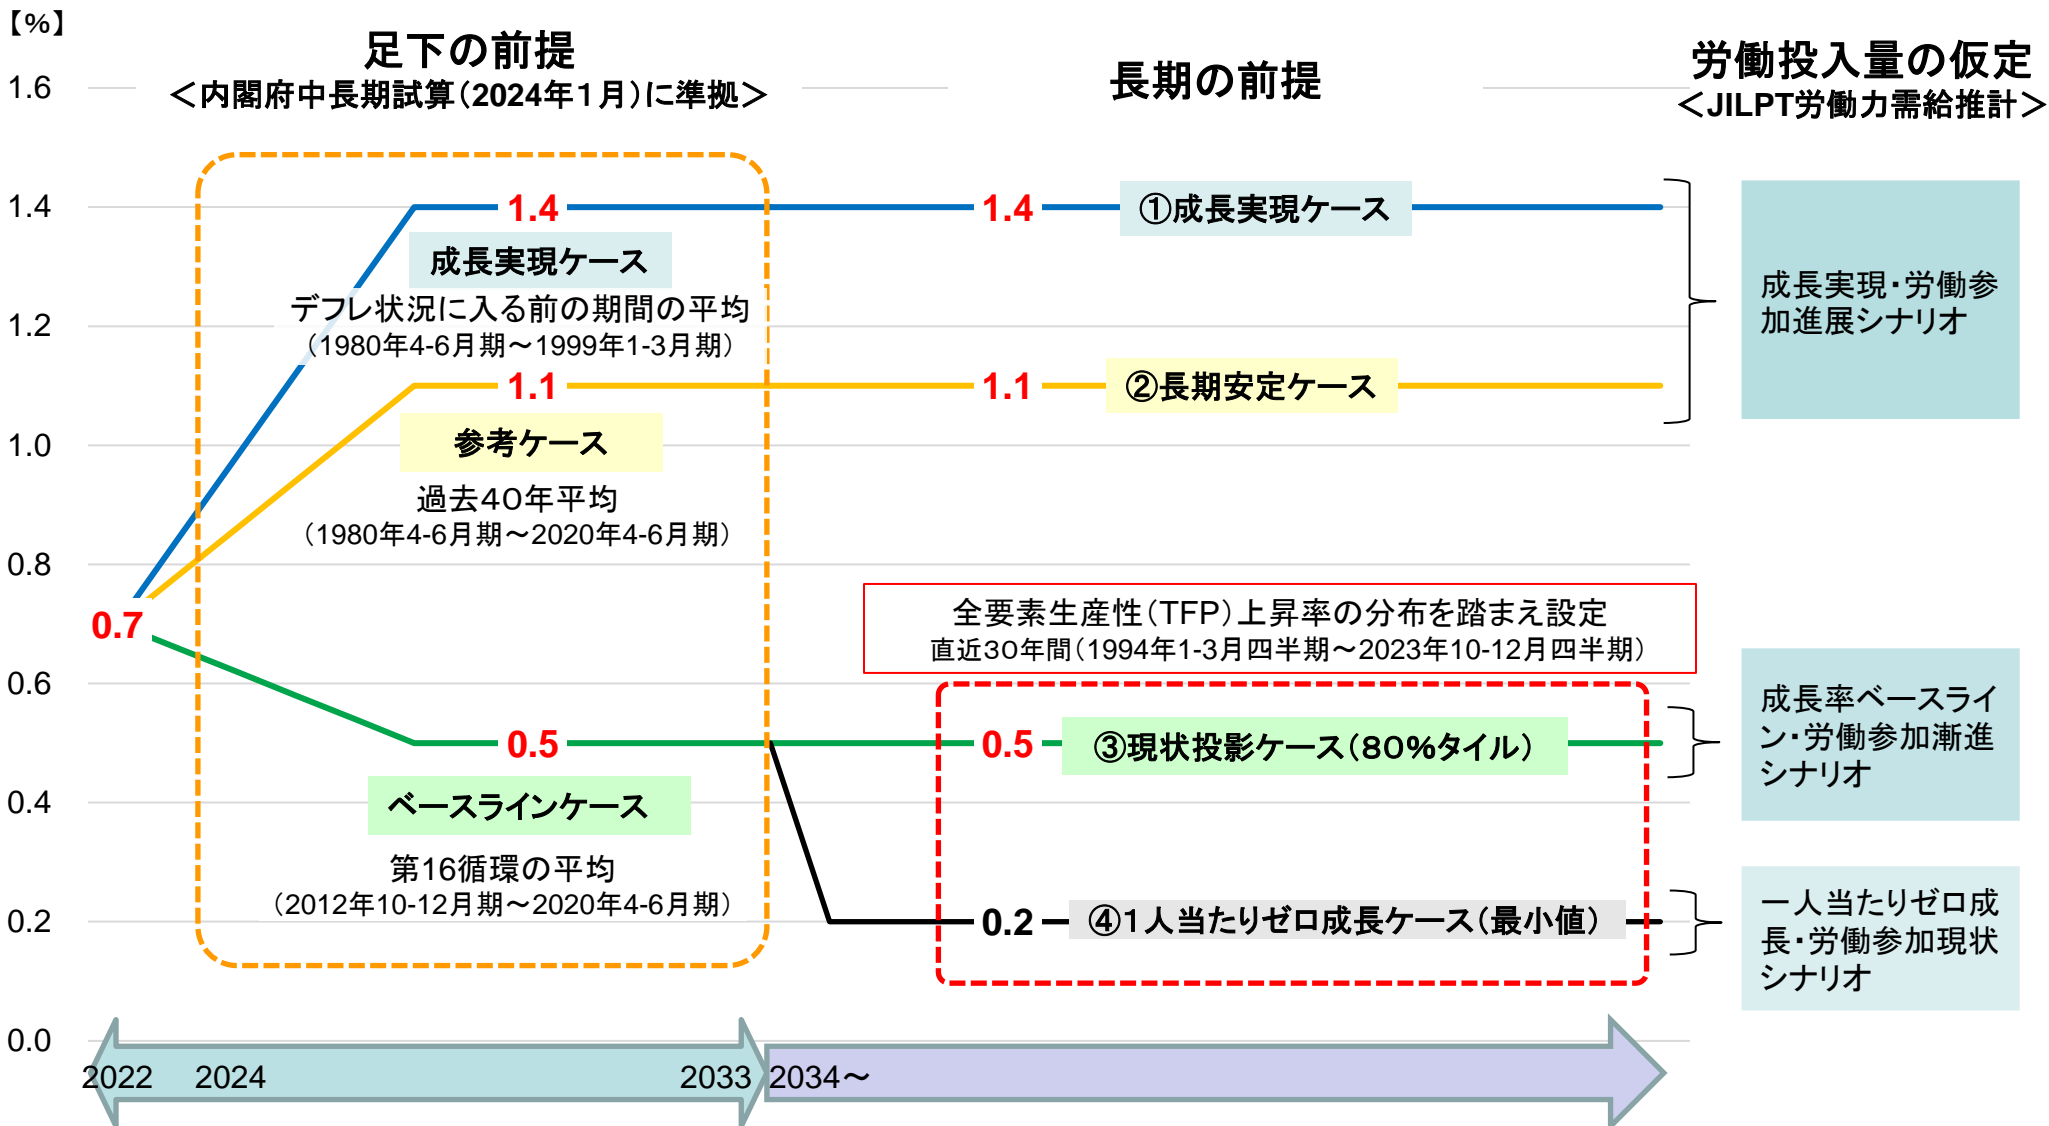 【%】
足下の前提
＜内閣府中長期試算（2024年１月）に準拠＞
長期の前提
労働投入量の仮定
＜JILPT労働力需給推計＞
1.6
1.4
1.2
1.0
0.8
0.6
0.4
0.2
0.0
0.7
1.4
成長実現ケース
デフレ状況に入る前の期間の平均
（1980年4-6月期～1999年1-3月期）
1.1
参考ケース
過去４０年平均
（1980年4-6月期～2020年4-6月期）
0.5
ベースラインケース
第16循環の平均
（2012年10-12月期～2020年4-6月期）
1.4
①成長実現ケース
1.1
②長期安定ケース
全要素生産性（TFP）上昇率の分布を踏まえ設定
直近３０年間（1994年1-3月四半期～2023年10-12月四半期）
0.5
③現状投影ケース（８０％タイル）
0.2
④１人当たりゼロ成長ケース（最小値）
成長実現・労働参
加進展シナリオ
成長率ベースライ
ン・労働参加漸進
シナリオ
一人当たりゼロ成
長・労働参加現状
シナリオ
2022
2024
2033
2034～